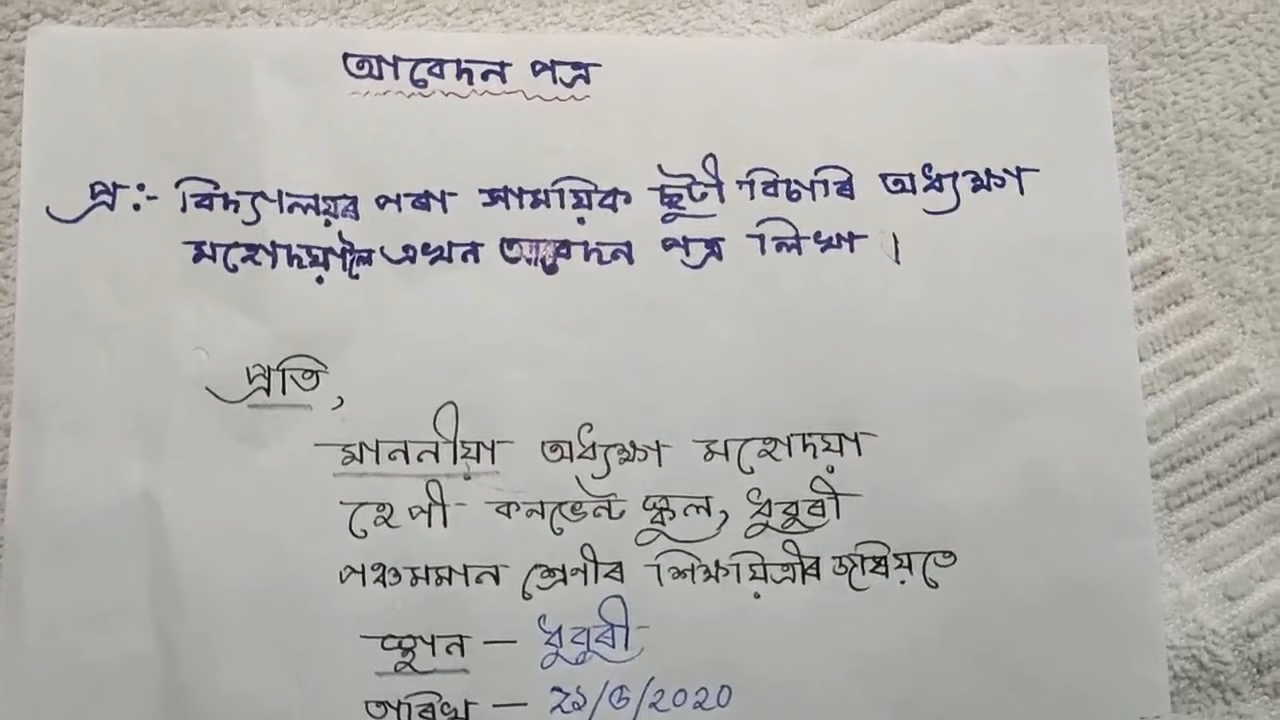 আবেদন পত্ৰ
প্ৰ:- বিদ্যালয়ৰ পৰা সাময়িক ছুটী বিচাৰি অধ্যক্ষা
মহোদয়ালৈ এখন আবেদন পত্ৰ লিখা।
প্ৰতি,
মাননীয়া অধ্যক্ষা মহোদয়া
হেপী কনভেন্ট স্কুল, ধুবুৰী
পঞ্চমমান শ্ৰেণীৰ শিক্ষয়িত্ৰীৰ জৰিয়তে
স্থান – ধুবুৰী
তাৰিখ – ২১/৫/2020